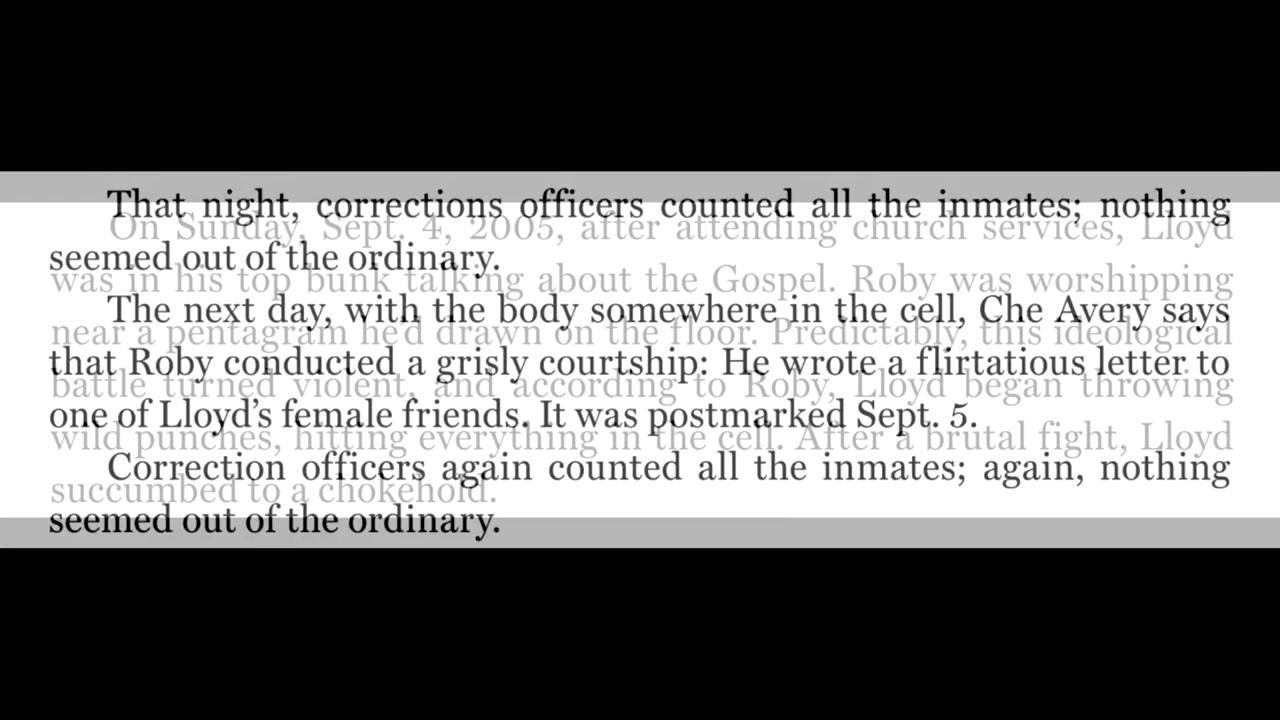 That night, corrections officers counted all the inmates; nothing
seemed out of the ordinary.
The next day, with the body somewhere in the cell, Che Avery says
that Roby conducted a grisly courtship: He wrote a flirtatious letter to
one of Lloyd’s female friends. It was postmarked Sept. 5.
Correction officers again counted all the inmates; again, nothing
seemed out of the ordinary.
On Sunday, Sept. 4, 2005, after attending church services, Lloyd
was in his top bunk talking about the Gospel. Roby was worshipping
near a pentagram he’d drawn on the floor. Predictably, this ideological
battle turned violent, and according to Roby, Lloyd began throwing
wild punches, hitting everything in the cell. After a brutal fight, Lloyd
succumbed to a chokehold.